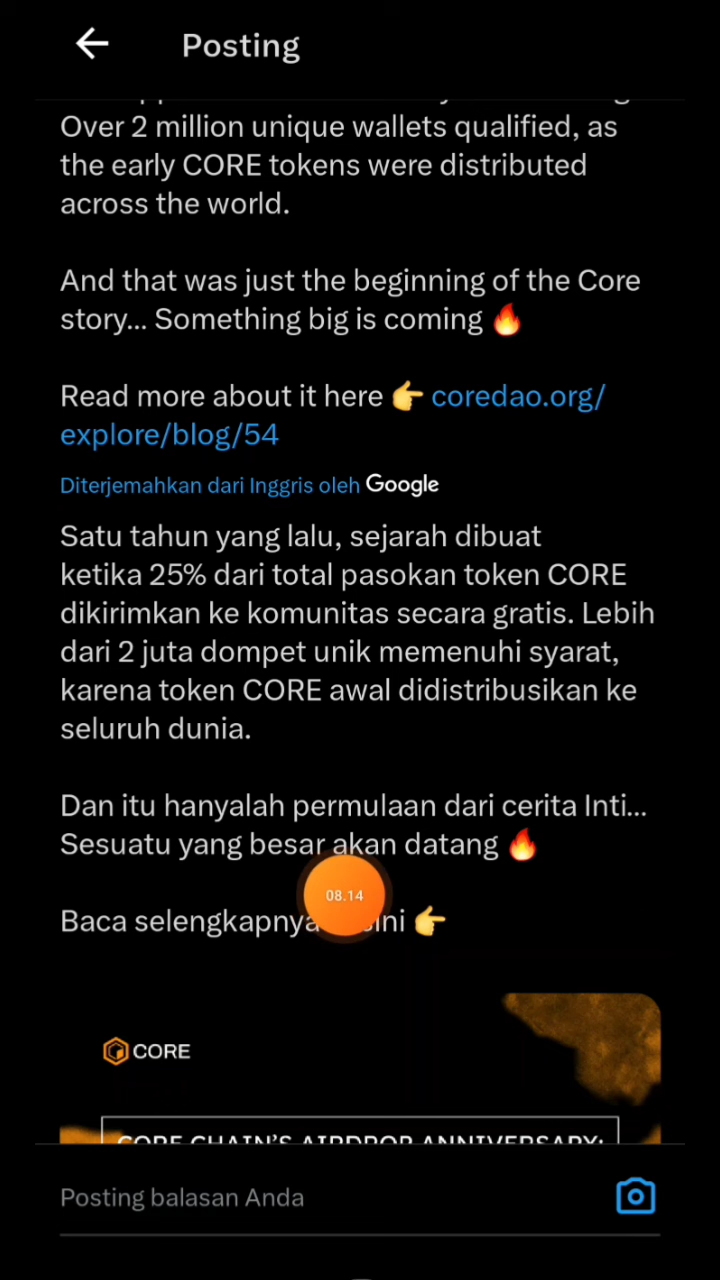 Posting
Over 2 million unique wallets qualified, as
the early CORE tokens were distributed
across the world.
And that was just the beginning of the Core
story... Something big is coming 🔥
Read more about it here 👉 coredao.org/
explore/blog/54
Diterjemahkan dari Inggris oleh Google
Satu tahun yang lalu, sejarah dibuat
ketika 25% dari total pasokan token CORE
dikirimkan ke komunitas secara gratis. Lebih
dari 2 juta dompet unik memenuhi syarat,
karena token CORE awal didistribusikan ke
seluruh dunia.
Dan itu hanyalah permulaan dari cerita Inti...
Sesuatu yang besar akan datang 🔥
08.14
Baca selengkapnya ini 👉
CORE
CORE CHAIN'S AIRDROP ANNIVERSARY:
Posting balasan Anda